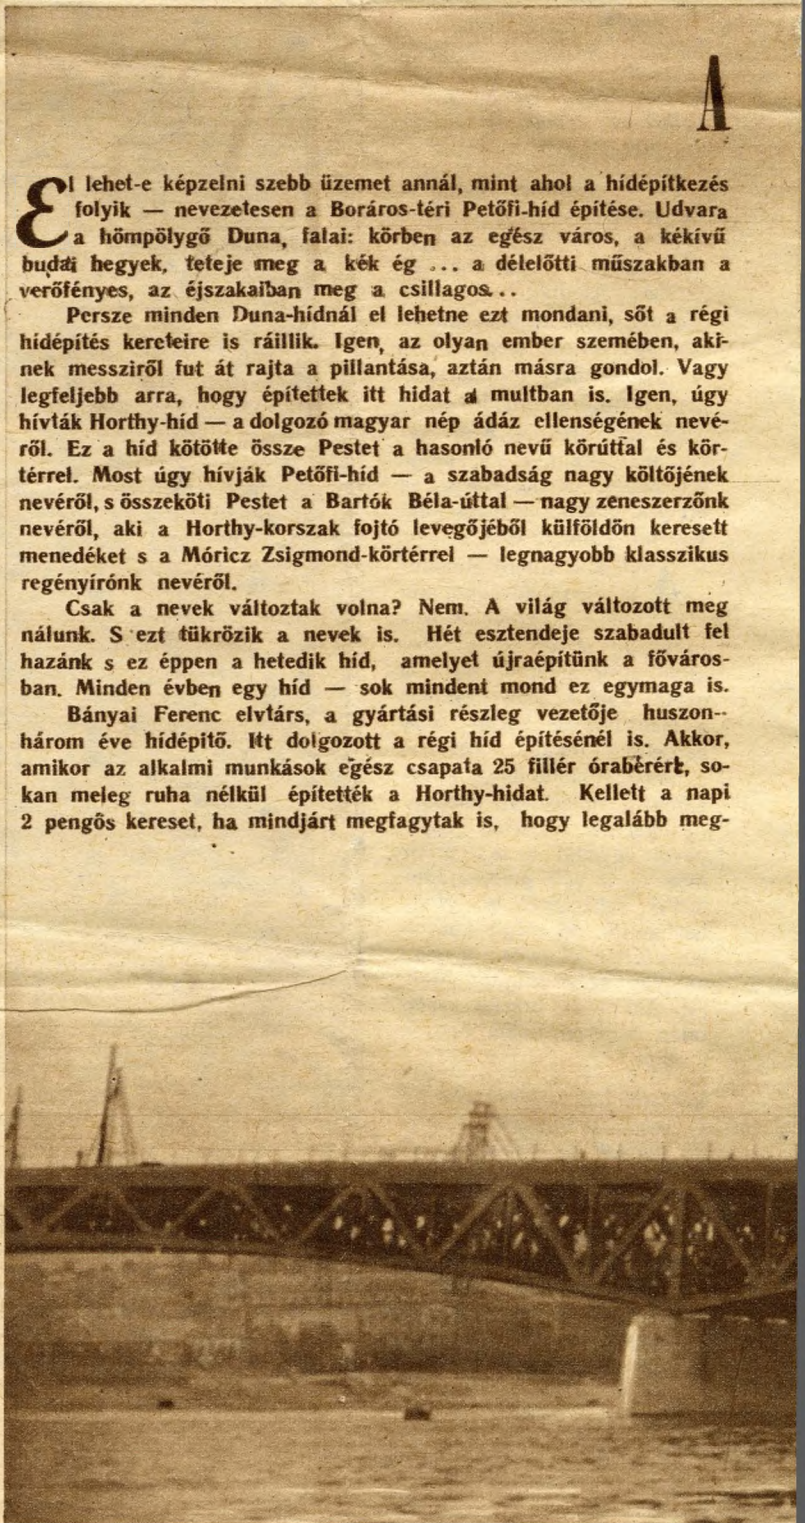 A
El lehet-e képzelni szebb üzemet annál, mint ahol a hídépítkezés
folyik — nevezetesen a Boráros-téri Petőfi-híd építése. Udvara
a hömpölygő Duna, falai: körben az egész város, a kékívű
budai hegyek, teteje meg a kék ég ... a délelőtti műszakban a
verőfényes, az éjszakaiban meg a csillagos...
Persze minden Duna-hídnál el lehetne ezt mondani, sőt a régi
hídépítés kereteire is ráillik. Igen, az olyan ember szemében, aki-
nek messziről fut át rajta a pillantása, aztán másra gondol. Vagy
legfeljebb arra, hogy építettek itt hidat a multban is. Igen, úgy
hívták Horthy-híd — a dolgozó magyar nép ádáz ellenségének nevé-
ről. Ez a híd kötötte össze Pestet a hasonló nevű körúttal és kör-
térrel. Most úgy hívják Petőfi-híd — a szabadság nagy költőjének
nevéről, s összeköti Pestet a Bartók Béla-úttal — nagy zeneszerzőnk
nevéről, aki a Horthy-korszak fojtó levegőjéből külföldön keresett
menedéket s a Móricz Zsigmond-körtérrel — legnagyobb klasszikus
regényírónk nevéről.
Csak a nevek változtak volna? Nem. A világ változott meg
nálunk. S ezt tükrözik a nevek is. Hét esztendeje szabadult fel
hazánk s ez éppen a hetedik híd, amelyet újraépítünk a főváros-
ban. Minden évben egy híd — sok mindent mond ez egymaga is.
Bányai Ferenc elvtárs, a gyártási részleg vezetője huszon-
három éve hídépitő. Itt dolgozott a régi híd építésénél is. Akkor,
amikor az alkalmi munkások egész csapata 25 fillér órabérért, so-
kan meleg ruha nélkül építették a Horthy-hidat. Kellett a napi
2 pengős kereset, ha mindjárt megfagytak is, hogy legalább meg-